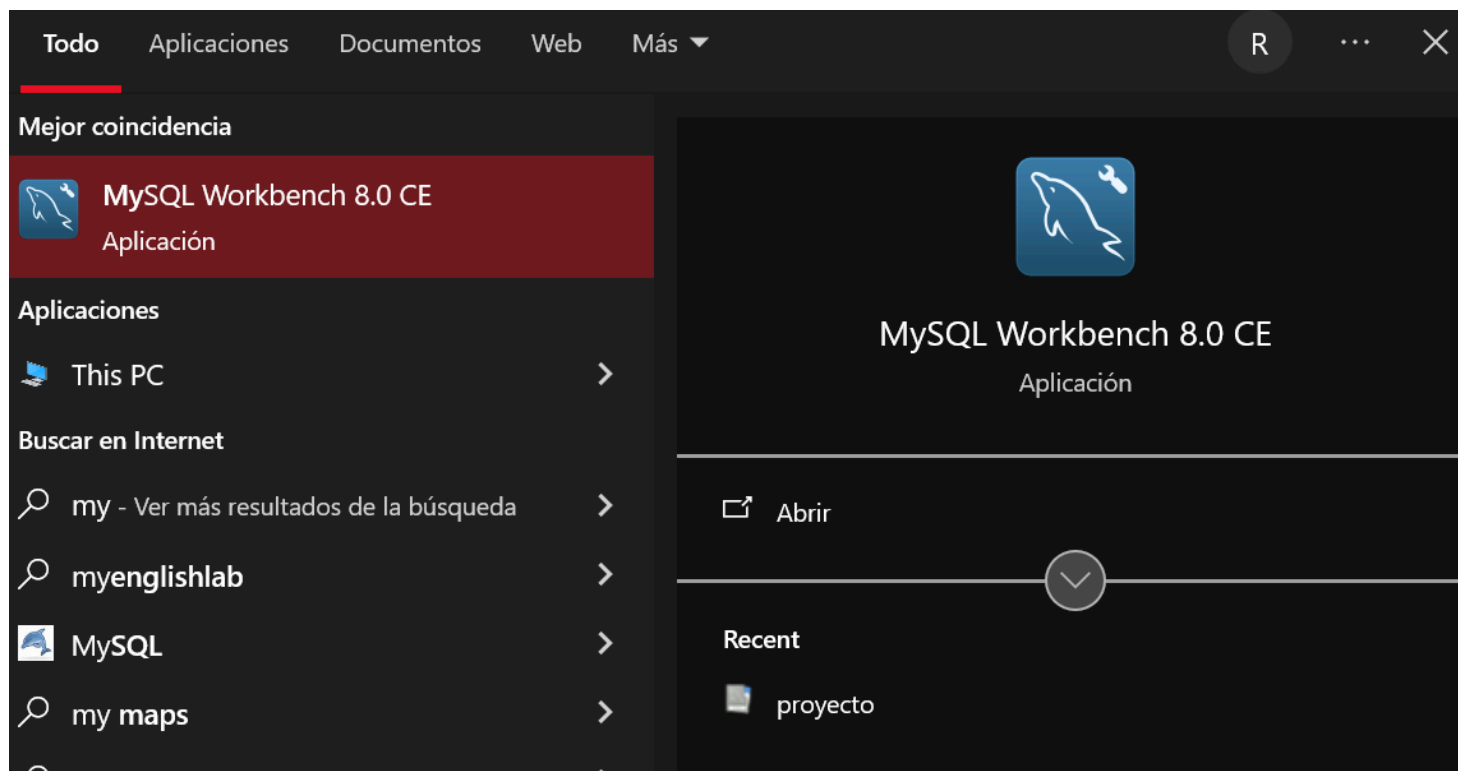 Todo Aplicaciones Documentos Web Más R ...
Mejor coincidencia
MySQL Workbench 8.0 CE
Aplicación
Aplicaciones
This PC
Buscar en Internet
my - Ver más resultados de la búsqueda
myenglishlab
MySQL
my maps
MySQL Workbench 8.0 CE
Aplicación
Abrir
Recent
proyecto